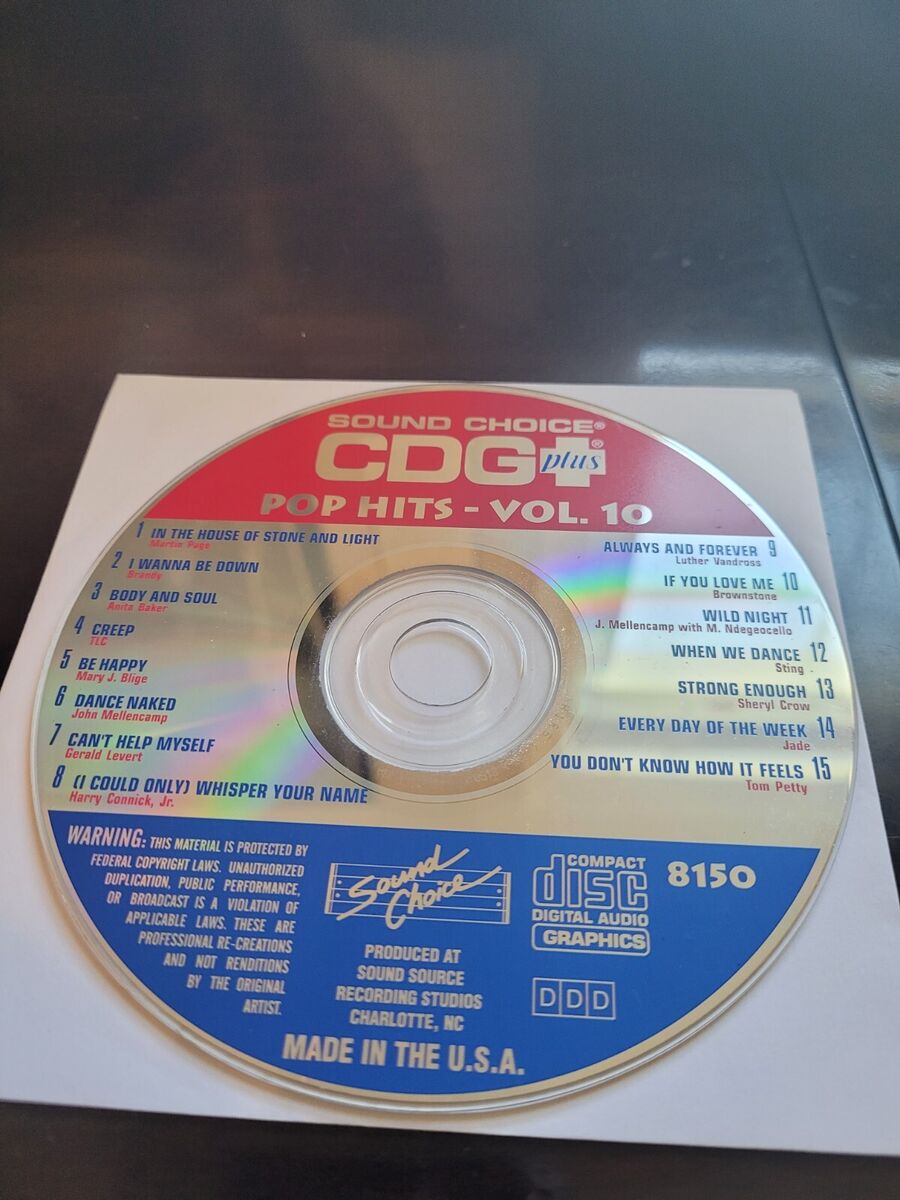 SOUND CHOICE®
CDG plus®
POP HITS - VOL. 10
1 IN THE HOUSE OF STONE AND LIGHT
Martin Page
2 I WANNA BE DOWN
Brandy
3 BODY AND SOUL
Anita Baker
4 CREEP
TLC
5 BE HAPPY
Mary J. Blige
6 DANCE NAKED
John Mellencamp
7 CAN'T HELP MYSELF
Gerald Levert
8 (I COULD ONLY) WHISPER YOUR NAME
Harry Connick, Jr.
ALWAYS AND FOREVER 9
Luther Vandross
IF YOU LOVE ME 10
Brownstone
WILD NIGHT 11
J. Mellencamp with M. Ndegeocello
WHEN WE DANCE 12
Sting
STRONG ENOUGH 13
Sheryl Crow
EVERY DAY OF THE WEEK 14
Jade
YOU DON'T KNOW HOW IT FEELS 15
Tom Petty
WARNING: THIS MATERIAL IS PROTECTED BY
FEDERAL COPYRIGHT LAWS. UNAUTHORIZED
DUPLICATION, PUBLIC PERFORMANCE,
OR BROADCAST IS A VIOLATION OF
APPLICABLE LAWS. THESE ARE
PROFESSIONAL RE-CREATIONS
AND NOT RENDITIONS
BY THE ORIGINAL
ARTIST.
Sound
Choice
PRODUCED AT
SOUND SOURCE
RECORDING STUDIOS
CHARLOTTE, NC
COMPACT
disc
DIGITAL AUDIO
GRAPHICS
8150
DDD
MADE IN THE U.S.A.